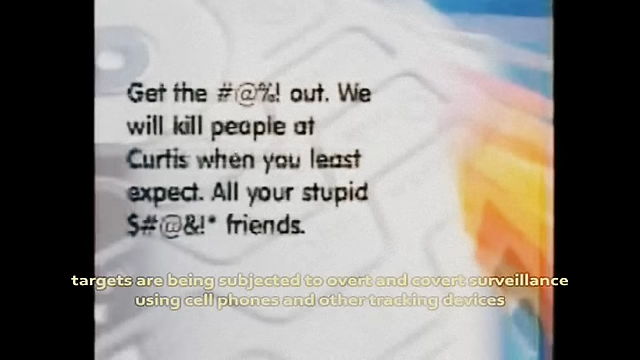 Get the #@%! out. We
will kill people at
Curtis when you least
expect. All your stupid
$#@&!* friends.
targets are being subjected to overt and covert surveillance
using cell phones and other tracking devices